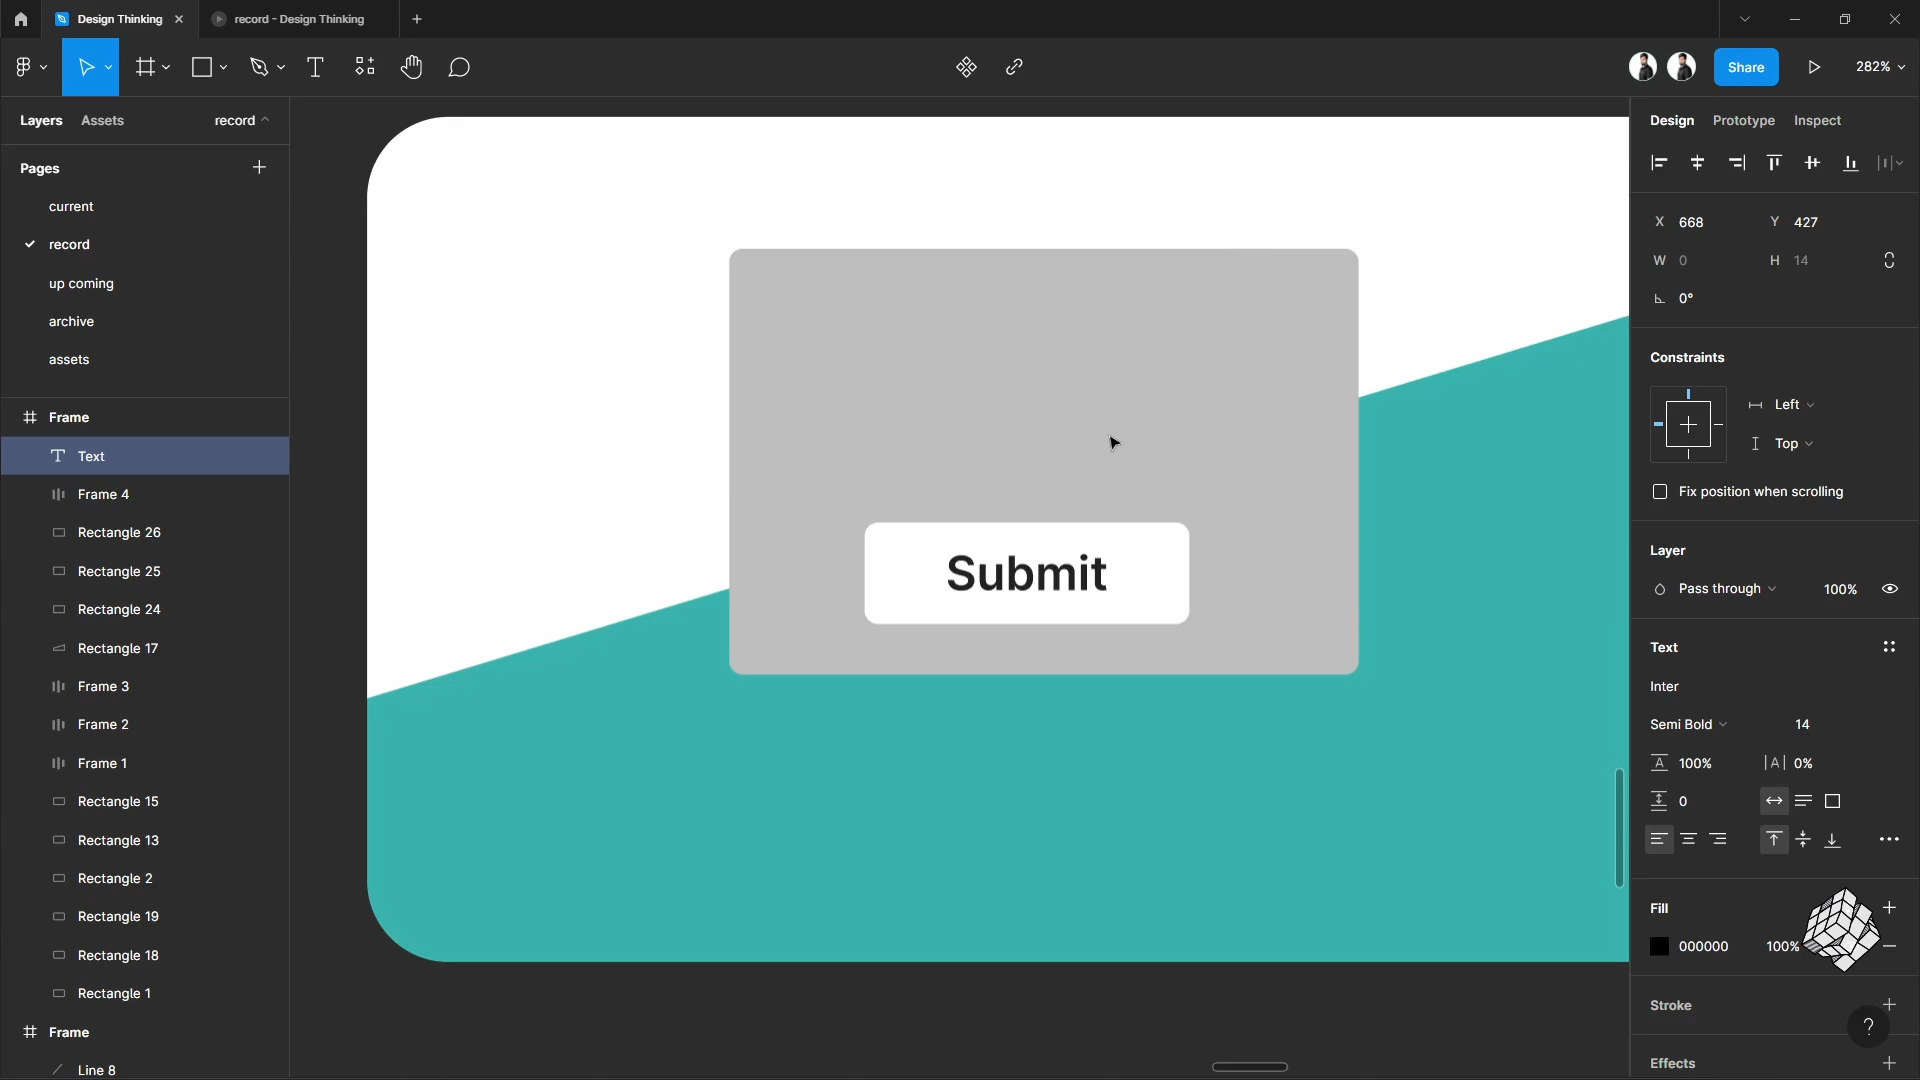 Design Thinking
record - Design Thinking
Share
282%
Layers
Assets
record
Design
Prototype
Inspect
Pages
current
record
up coming
archive
assets
Frame
Text
Frame 4
Rectangle 26
Rectangle 25
Rectangle 24
Rectangle 17
Frame 3
Frame 2
Frame 1
Rectangle 15
Rectangle 13
Rectangle 2
Rectangle 19
Rectangle 18
Rectangle 1
Frame
Line 8
Submit
X 668 Y 427
W 0 H 14
0°
Constraints
Left
Top
Fix position when scrolling
Layer
Pass through 100%
Text
Inter
Semi Bold 14
100% 0%
0
Fill
000000 100%
Stroke
?
Effects